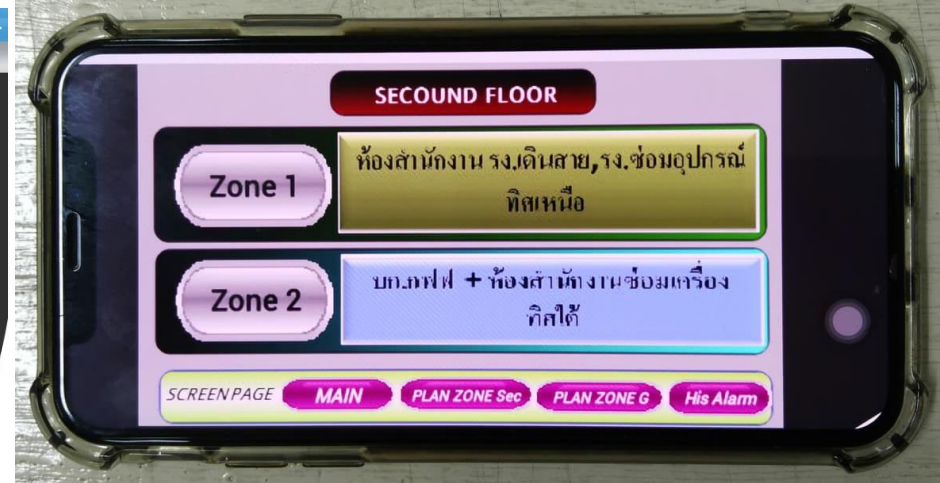 SECOUND FLOOR
Zone 1
ห้องสำนักงาน รง.เดินสาย,รง.ซ่อมอุปกรณ์
ทิศเหนือ
Zone 2
บก.กฟฟ + ห้องสำนักงานซ่อมเครื่อง
ทิศใต้
SCREEN PAGE MAIN PLAN ZONE Sec PLAN ZONE G His Alarm